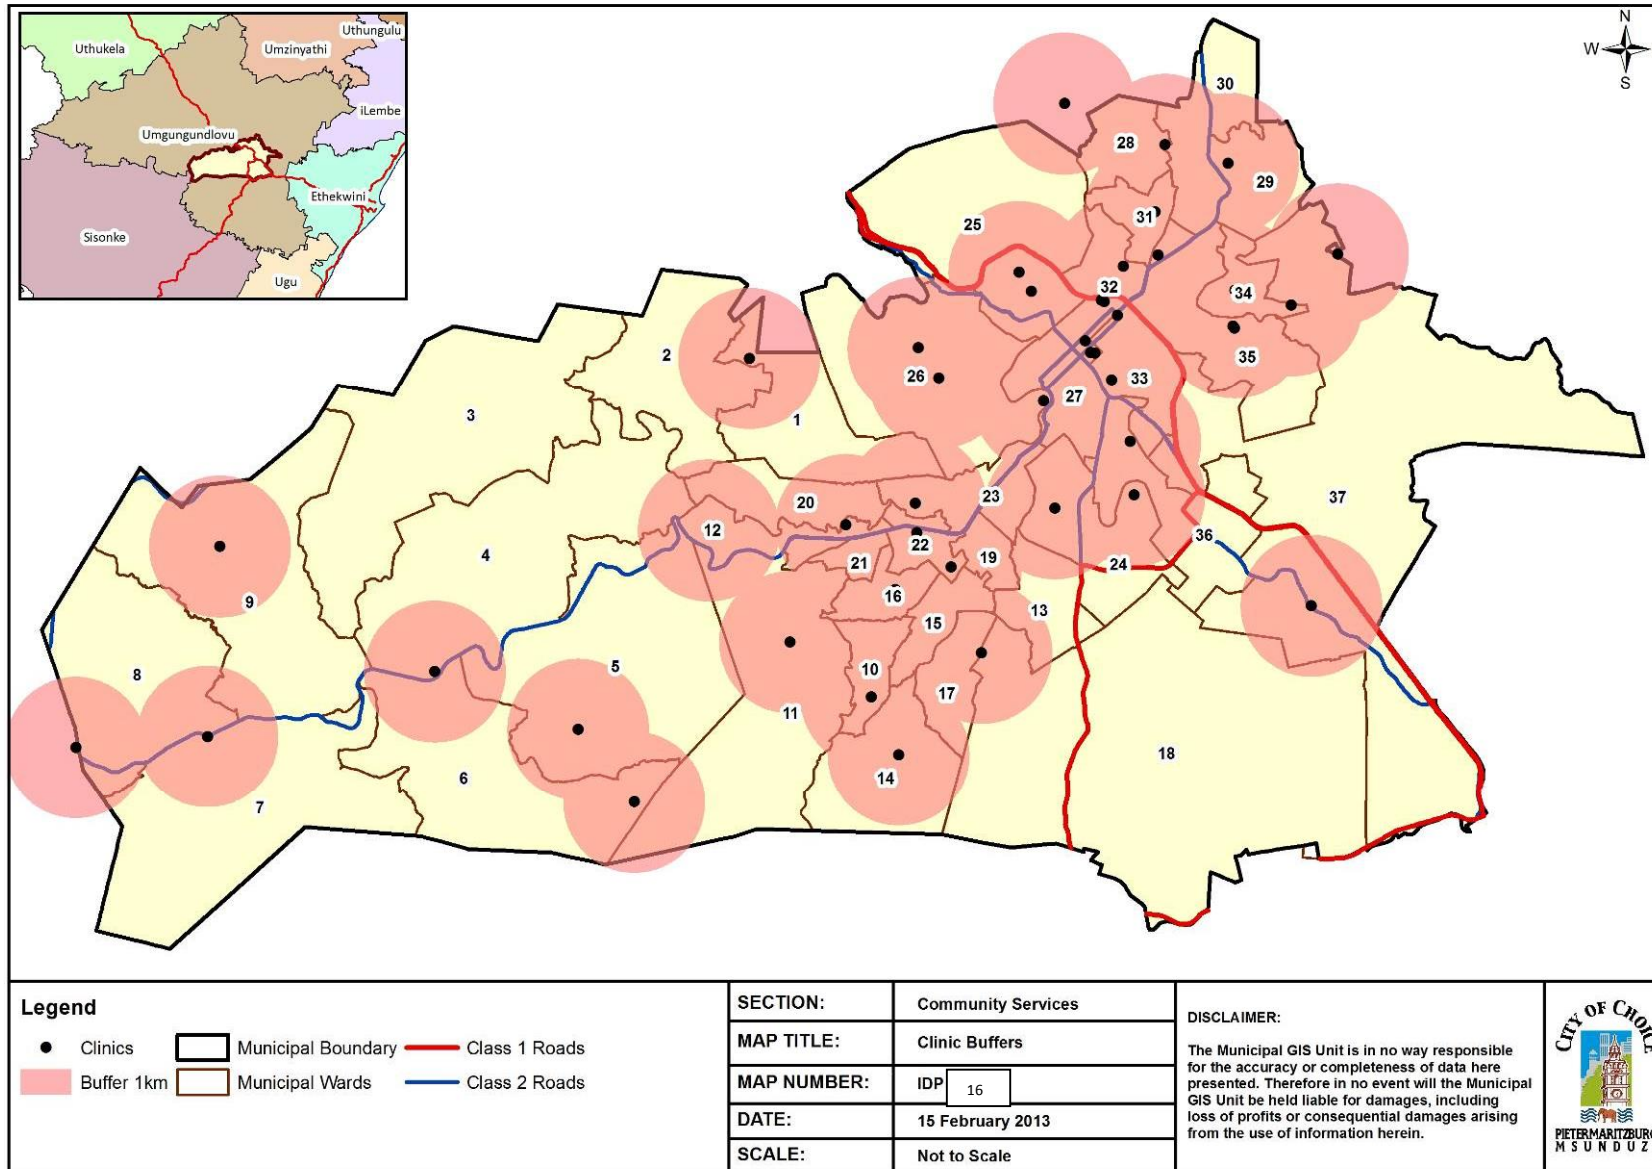 Uthukela
Umzinyathi
Uthungulu
iLembe
Umgungundlovu
Ethekwini
Sisonke
Ugu
N
W
S
30
28
29
25
31
34
32
35
2
26
33
27
3
1
37
20
23
12
4
22
36
21
19
24
9
16
13
15
5
8
10
17
11
18
6
14
7
Legend
Clinics
Municipal Boundary
Class 1 Roads
Buffer 1km
Municipal Wards
Class 2 Roads
SECTION: Community Services
MAP TITLE: Clinic Buffers
MAP NUMBER: IDP 16
DATE: 15 February 2013
SCALE: Not to Scale
DISCLAIMER:
The Municipal GIS Unit is in no way responsible
for the accuracy or completeness of data here
presented. Therefore in no event will the Municipal
GIS Unit be held liable for damages, including
loss of profits or consequential damages arising
from the use of information herein.
CITY OF CHOICE
PIETERMARITZBURG
MSUNDUZ